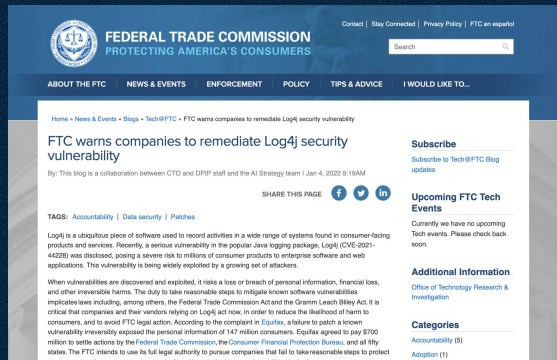 Contact | Stay Connected | Privacy Policy | FTC en español
FEDERAL TRADE COMMISSION
PROTECTING AMERICA'S CONSUMERS
Search
ABOUT THE FTC
NEWS & EVENTS
ENFORCEMENT
POLICY
TIPS & ADVICE
I WOULD LIKE TO...
Home » News & Events » Blogs » Tech@FTC » FTC warns companies to remediate Log4j security vulnerability
FTC warns companies to remediate Log4j security
vulnerability
By: This blog is a collaboration between CTO and DPIP staff and the AI Strategy team | Jan 4, 2022 9:19AM
SHARE THIS PAGE
TAGS: Accountability | Data security | Patches
Log4j is a ubiquitous piece of software used to record activities in a wide range of systems found in consumer-facing
products and services. Recently, a serious vulnerability in the popular Java logging package, Log4j (CVE-2021-
44228) was disclosed, posing a severe risk to millions of consumer products to enterprise software and web
applications. This vulnerability is being widely exploited by a growing set of attackers.
When vulnerabilities are discovered and exploited, it risks a loss or breach of personal information, financial loss,
and other irreversible harms. The duty to take reasonable steps to mitigate known software vulnerabilities
implicates laws including, among others, the Federal Trade Commission Act and the Gramm Leach Bliley Act. It is
critical that companies and their vendors relying on Log4j act now, in order to reduce the likelihood of harm to
consumers, and to avoid FTC legal action. According to the complaint in Equifax, a failure to patch a known
vulnerability irreversibly exposed the personal information of 147 million consumers. Equifax agreed to pay $700
million to settle actions by the Federal Trade Commission, the Consumer Financial Protection Bureau, and all fifty
states. The FTC intends to use its full legal authority to pursue companies that fail to take reasonable steps to protect
Subscribe
Subscribe to Tech@FTC Blog
updates
Upcoming FTC Tech
Events
Currently we have no upcoming
Tech events. Please check back
soon.
Additional Information
Office of Technology Research &
Investigation
Categories
Accountability (5)
Adoption (1)